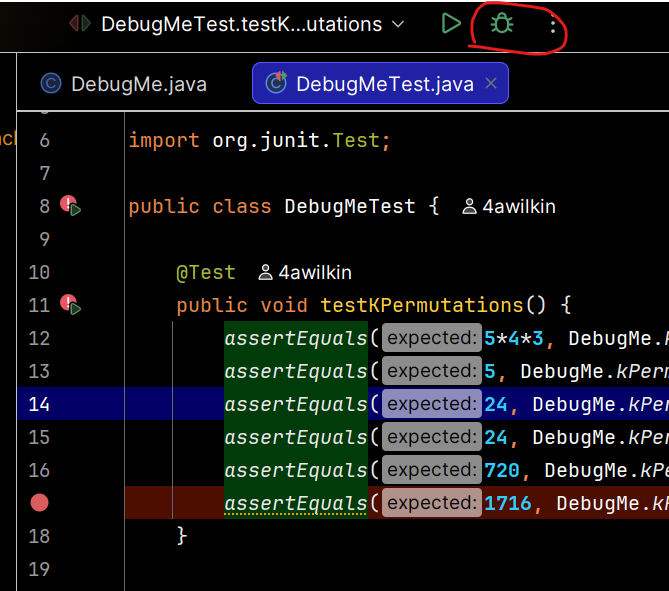 DebugMeTest.testK...utations
DebugMe.java
DebugMeTest.java
6 import org.junit.Test;
7
8 public class DebugMeTest { 4awilkin
9
10 @Test 4awilkin
11 public void testKPermutations() {
12 assertEquals( expected: 5*4*3, DebugMe.
13 assertEquals( expected: 5, DebugMe.kPerm
14 assertEquals( expected: 24, DebugMe.kPer
15 assertEquals( expected: 24, DebugMe.kPer
16 assertEquals( expected: 720, DebugMe.kPe
assertEquals( expected: 1716, DebugMe.k
18 }
19